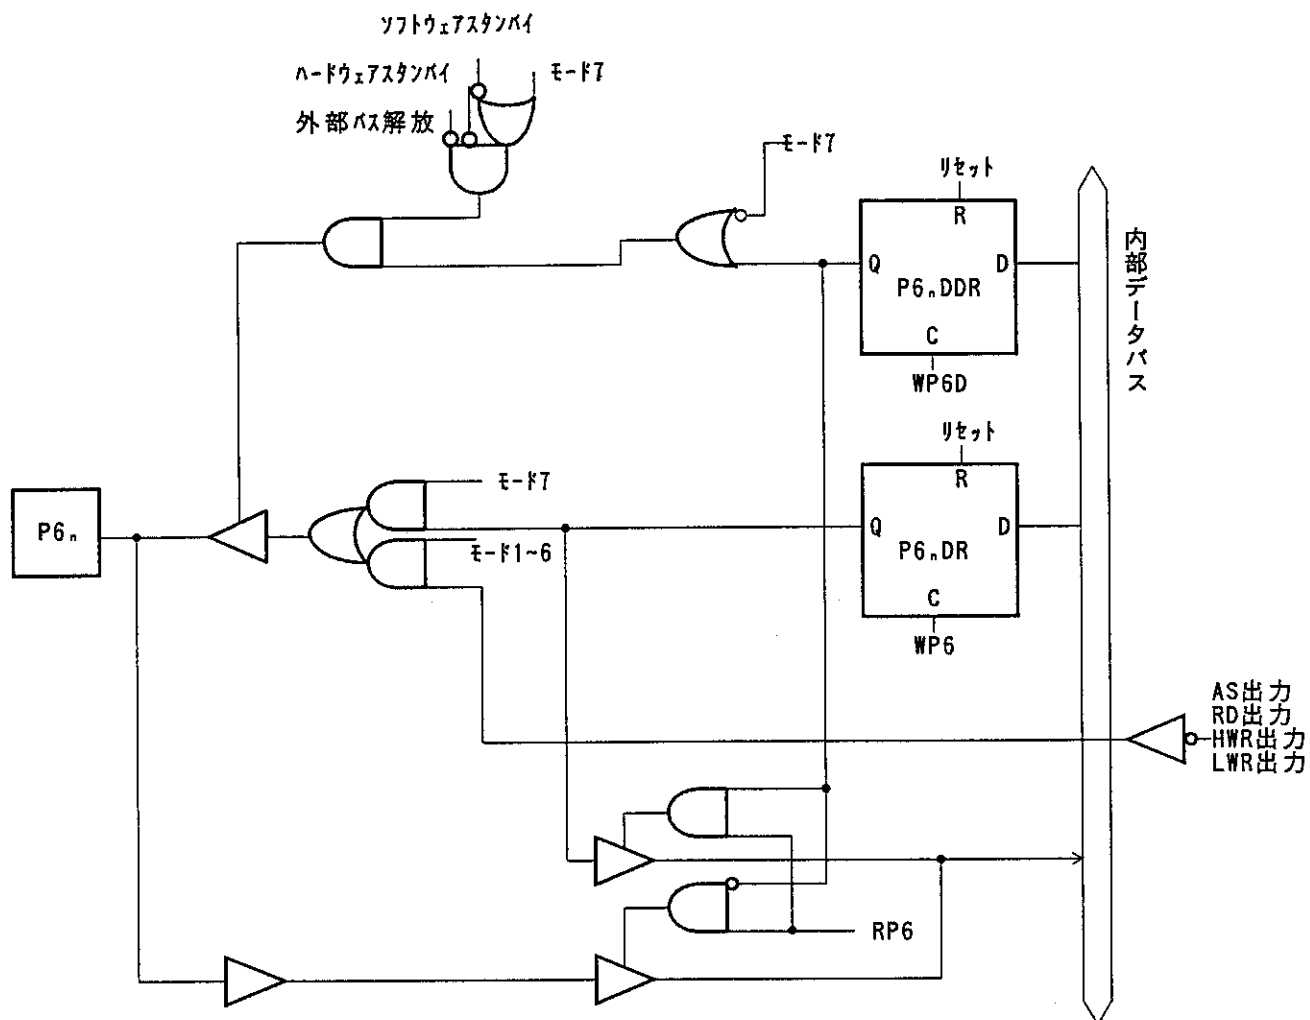 ソフトウェアスタンバイ
ハードウェアスタンバイ
モード7
外部バス解放
モード7
リセット
R
Q
D
P6nDDR
C
WP6D
内部データバス
リセット
R
モード7
P6n
Q
D
P6nDR
モード1~6
C
WP6
AS出力
RD出力
HWR出力
LWR出力
RP6